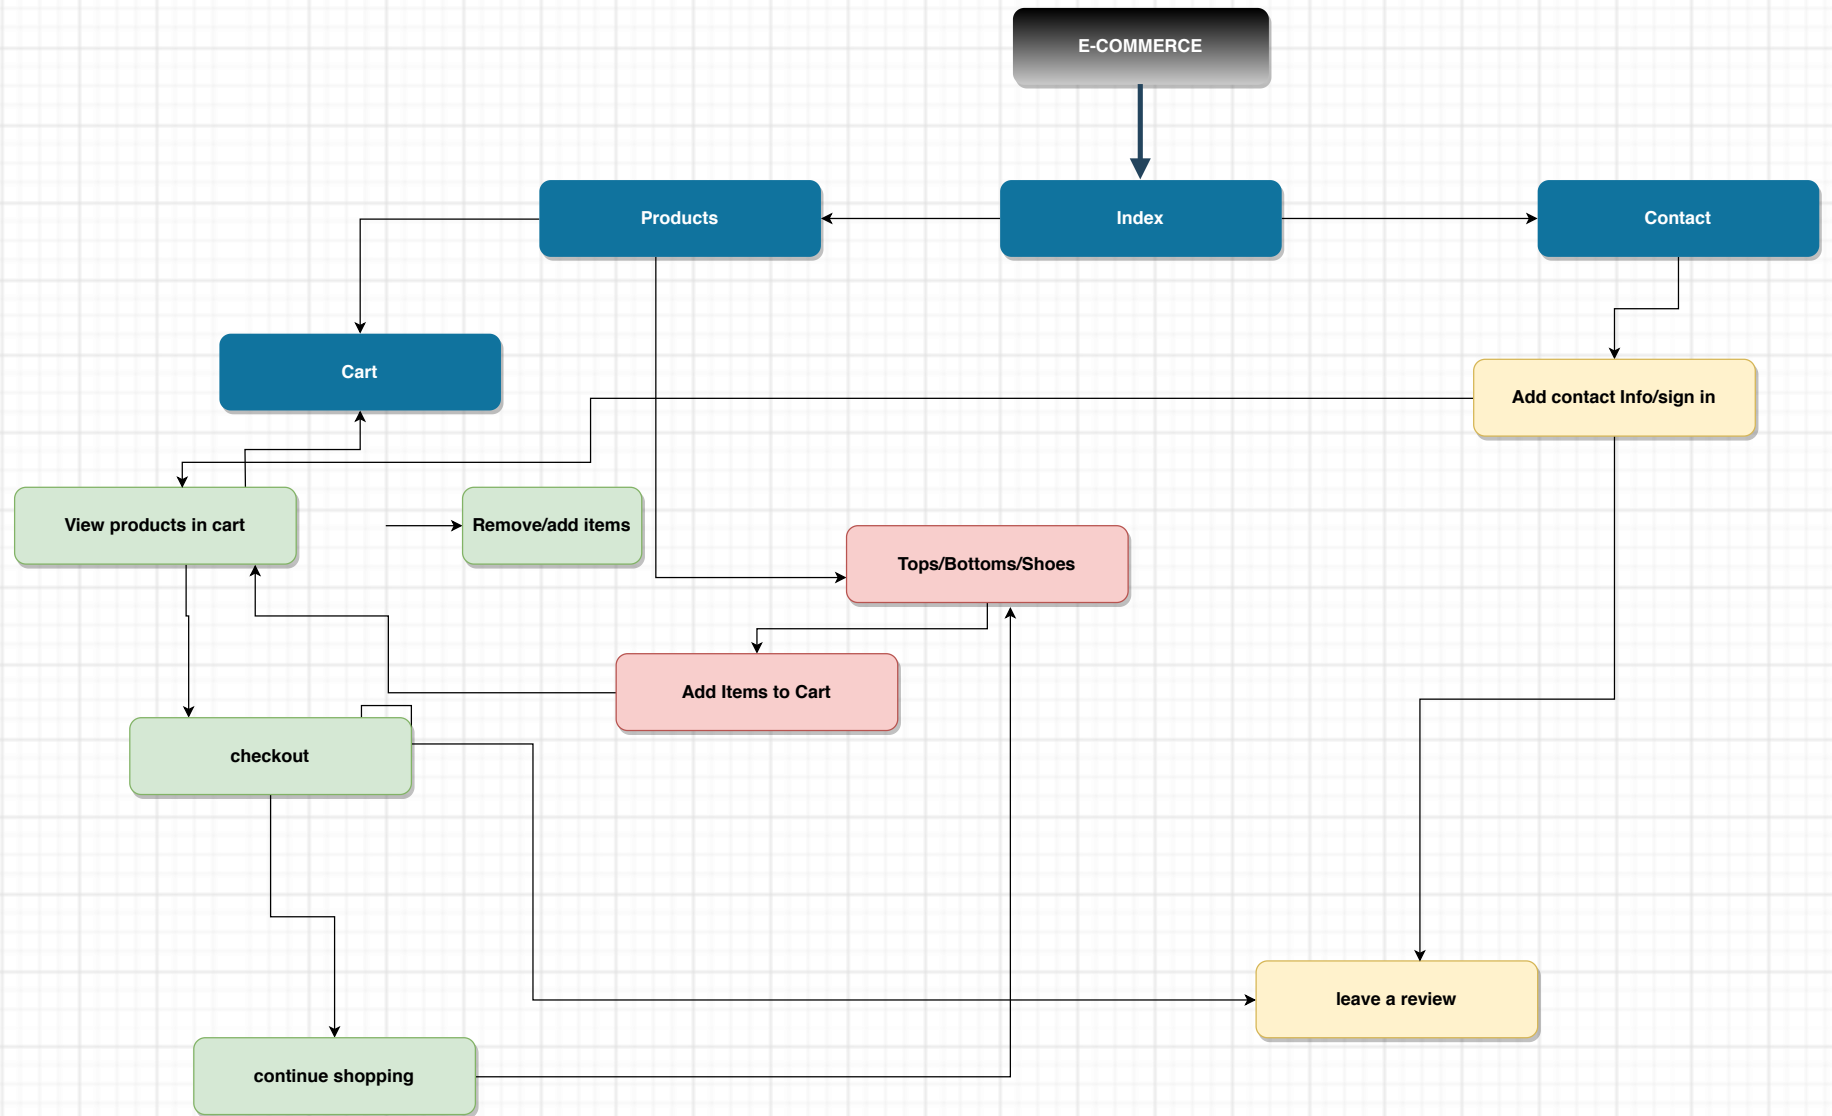 E-COMMERCE
Products
Index
Contact
Cart
Add contact Info/sign in
View products in cart
Remove/add items
Tops/Bottoms/Shoes
Add Items to Cart
checkout
leave a review
continue shopping